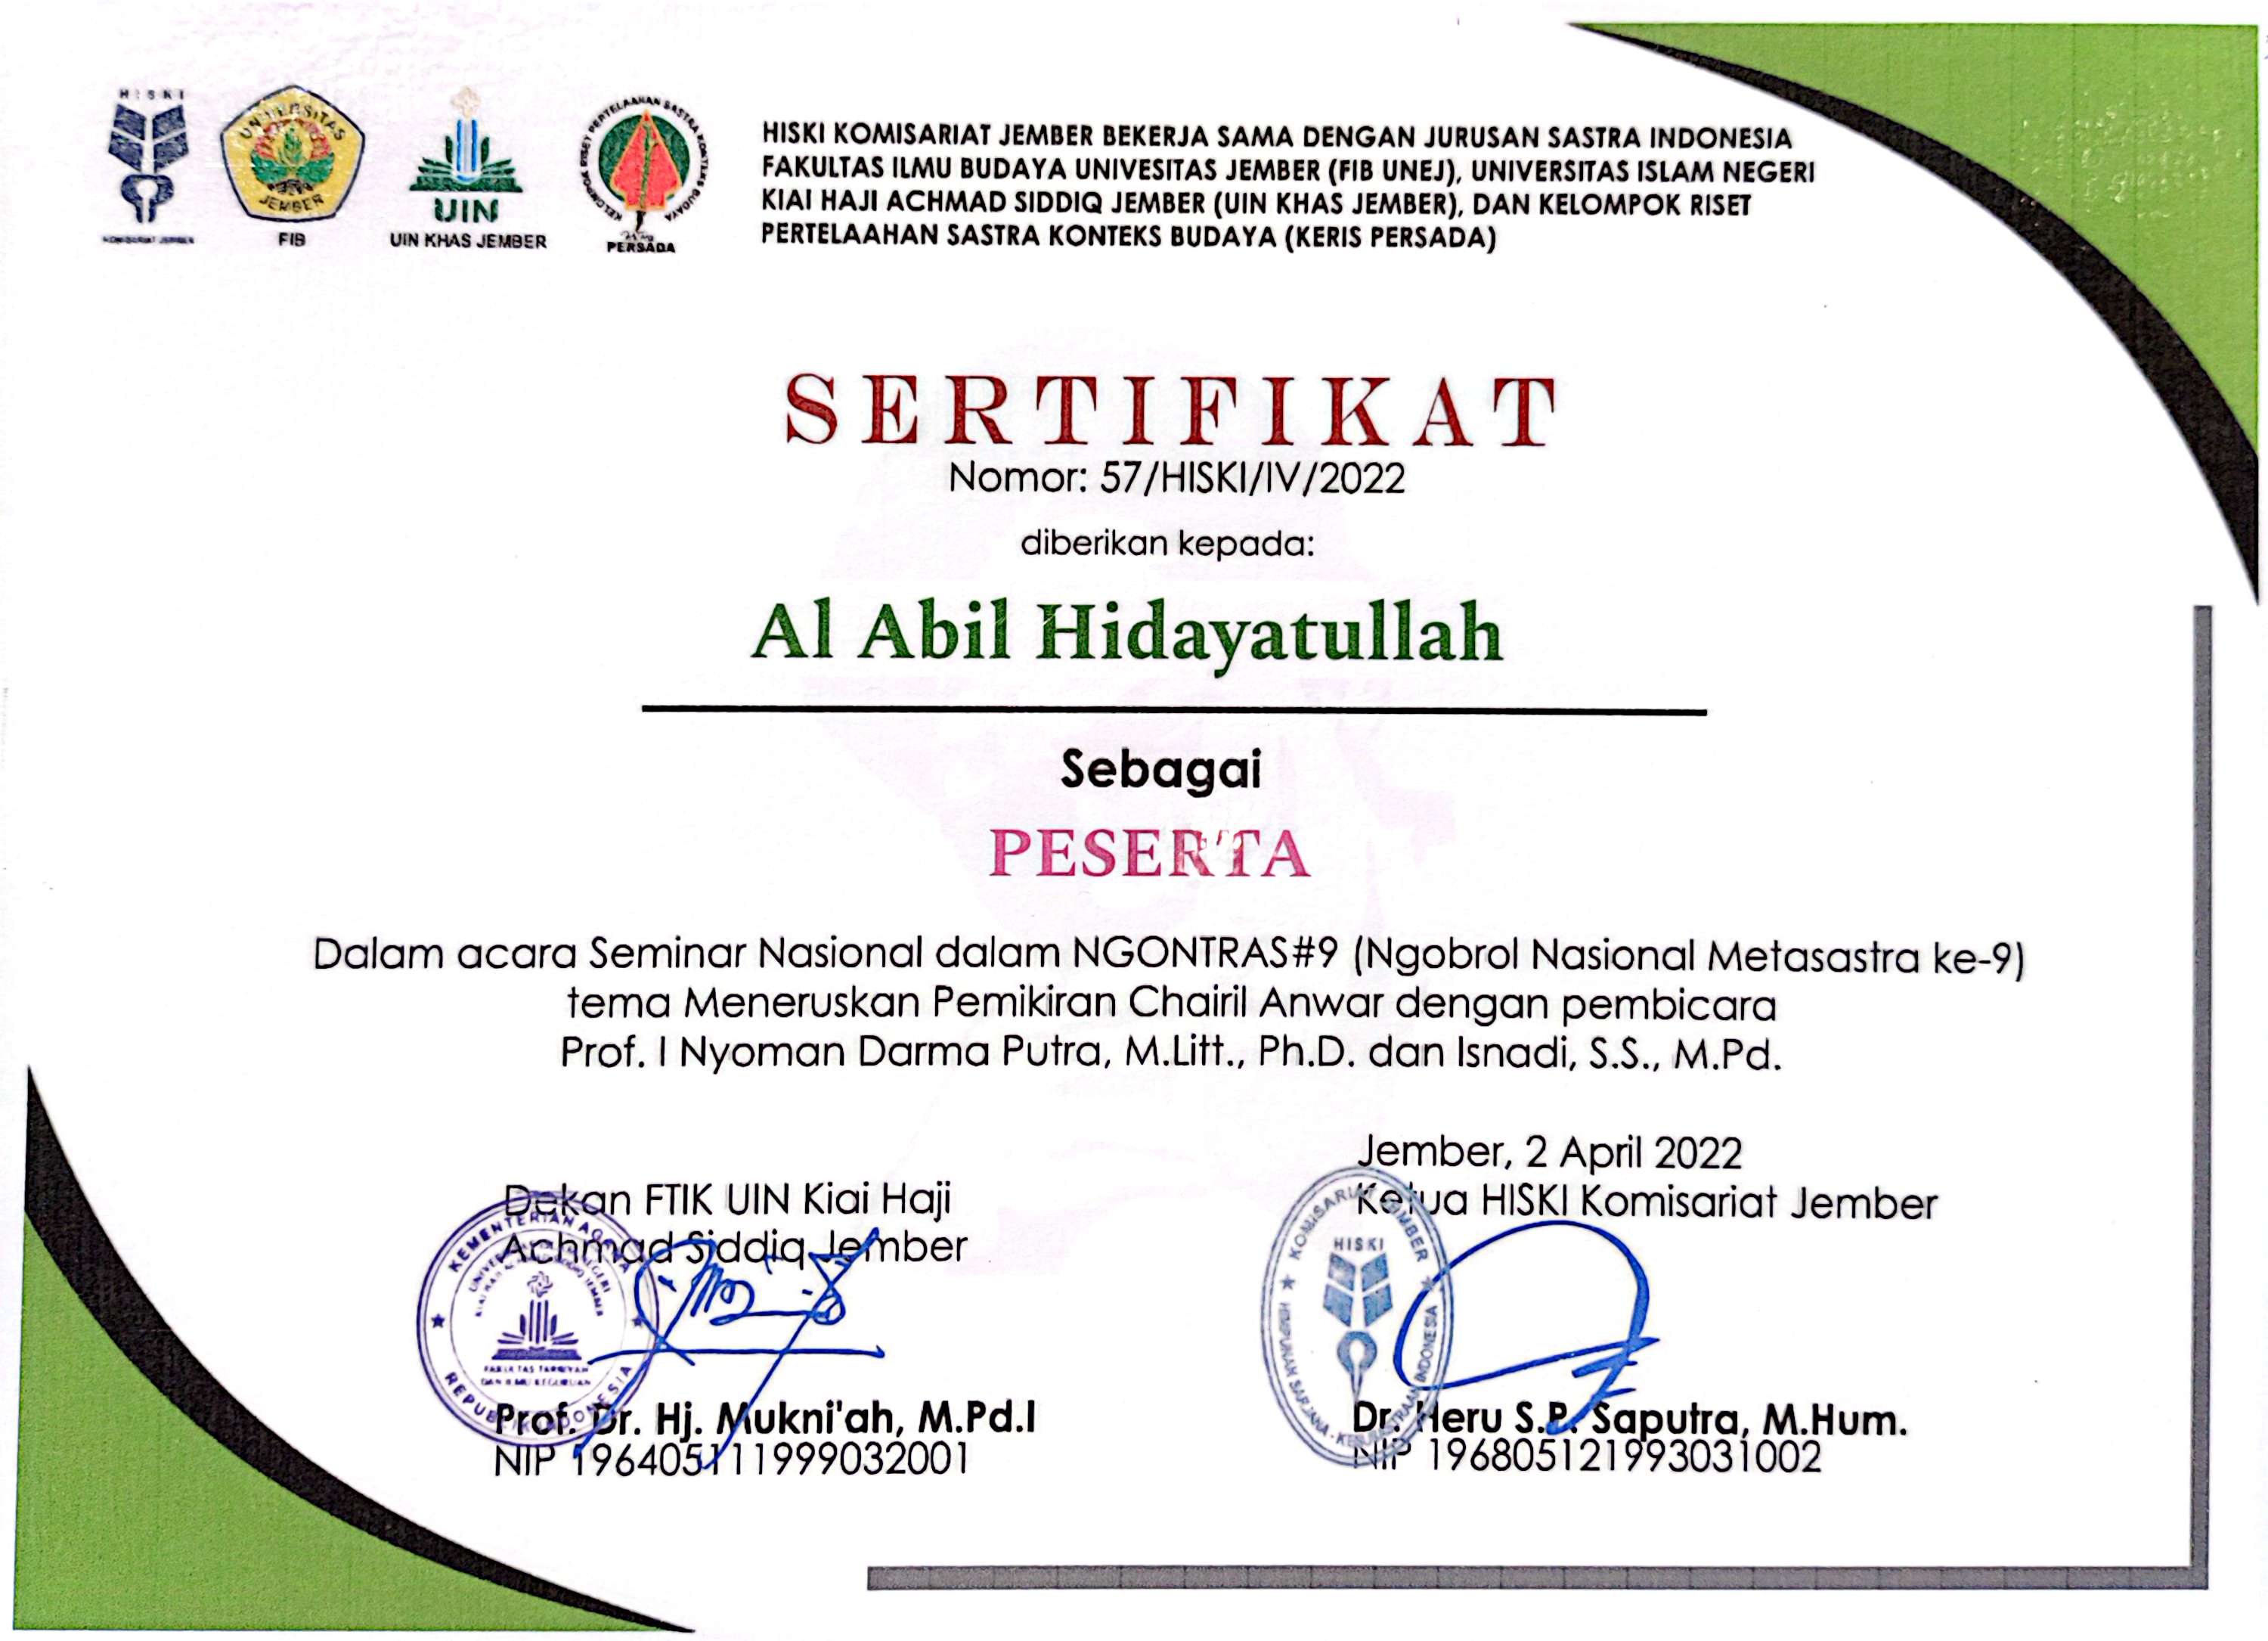 HISKI
KOMISARIAT JEMBER
UNIVERSITAS
JEMBER
FIB
UIN
UIN KHAS JEMBER
KELOMPOK RISET PERTELAAHAN SASTRA KONTEKS BUDAYA
PERSADA
HISKI KOMISARIAT JEMBER BEKERJA SAMA DENGAN JURUSAN SASTRA INDONESIA
FAKULTAS ILMU BUDAYA UNIVESITAS JEMBER (FIB UNEJ), UNIVERSITAS ISLAM NEGERI
KIAI HAJI ACHMAD SIDDIQ JEMBER (UIN KHAS JEMBER), DAN KELOMPOK RISET
PERTELAAHAN SASTRA KONTEKS BUDAYA (KERIS PERSADA)
SERTIFIKAT
Nomor: 57/HISKI/IV/2022
diberikan kepada:
Al Abil Hidayatullah
Sebagai
PESERTA
Dalam acara Seminar Nasional dalam NGONTRAS#9 (Ngobrol Nasional Metasastra ke-9)
tema Meneruskan Pemikiran Chairil Anwar dengan pembicara
Prof. I Nyoman Darma Putra, M.Litt., Ph.D. dan Isnadi, S.S., M.Pd.
Dekan FTIK UIN Kiai Haji
Achmad Siddiq Jember
KEMENTERIAN AGAMA
FAKULTAS TARBIYAH
DAN ILMU KEGURUAN
REPUBLIK INDONESIA
Prof. Dr. Hj. Mukni'ah, M.Pd.I
NIP 196405111999032001
Jember, 2 April 2022
Ketua HISKI Komisariat Jember
KOMISARIAT JEMBER
HISKI
HIMPUNAN SARJANA - KESUSASTRAAN INDONESIA
Dr. Heru S.P. Saputra, M.Hum.
NIP 196805121993031002